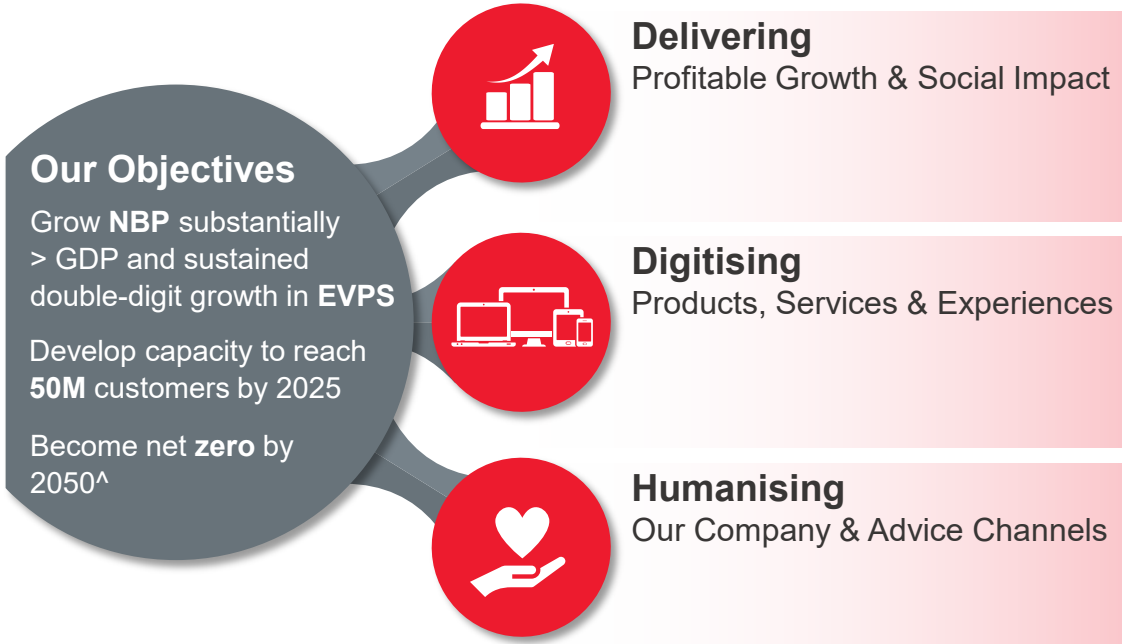 Our Objectives
Grow NBP substantially
> GDP and sustained
double-digit growth in EVPS
Develop capacity to reach
50M customers by 2025
Become net zero by
2050^
Delivering
Profitable Growth & Social Impact
Digitising
Products, Services & Experiences
Humanising
Our Company & Advice Channels